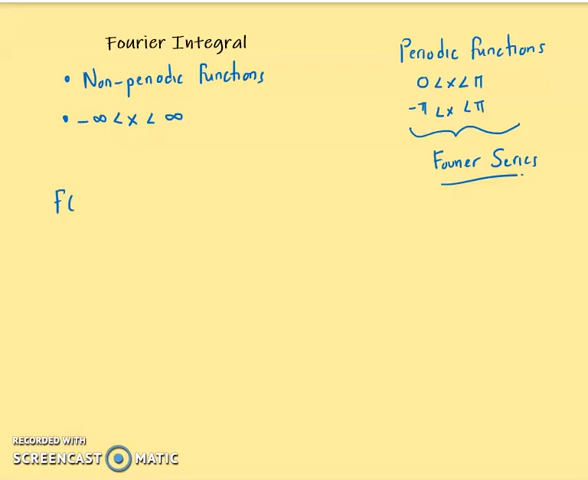 Fourier Integral
• Non-periodic functions
• -∞ < x < ∞
F(
Periodic functions
0 < x < π
-π < x < π
Fourier Series
RECORDED WITH
SCREENCAST MATIC